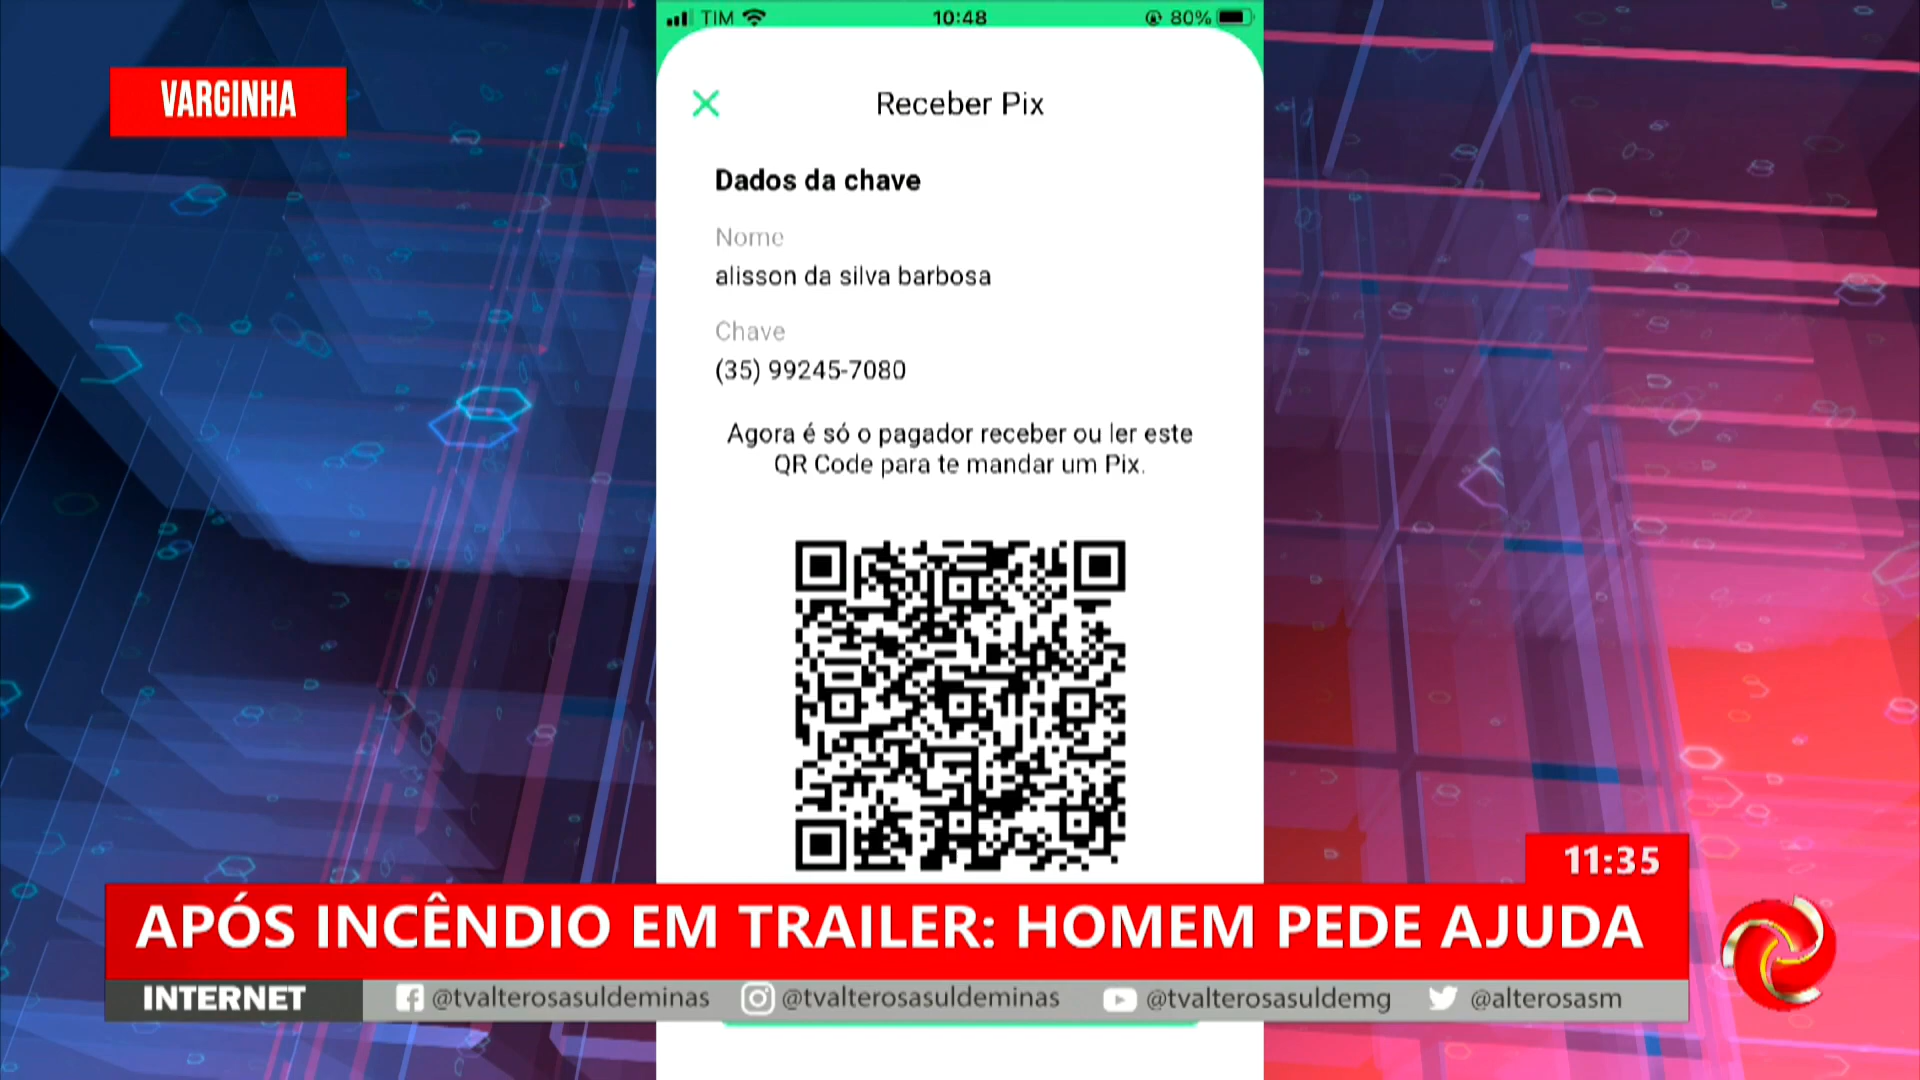 TIM
10:48
80%
VARGINHA
Receber Pix
Dados da chave
Nome
alisson da silva barbosa
Chave
(35) 99245-7080
Agora é só o pagador receber ou ler este
QR Code para te mandar um Pix.
11:35
APÓS INCÊNDIO EM TRAILER: HOMEM PEDE AJUDA
INTERNET @tvalterosasuldeminas @tvalterosasuldeminas @tvalterosasuldemg @alterosasm